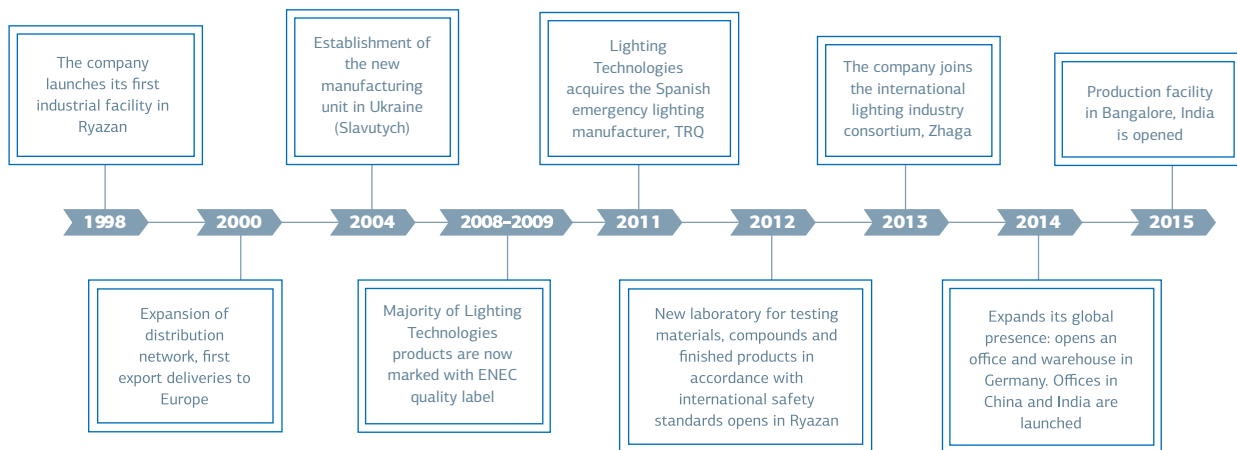 The company
launches its first
industrial facility in
Ryazan
Establishment of
the new
manufacturing
unit in Ukraine
(Slavutych)
Lighting
Technologies
acquires the Spanish
emergency lighting
manufacturer, TRQ
The company joins
the international
lighting industry
consortium, Zhaga
Production facility
in Bangalore, India
is opened
1998
2000
2004
2008–2009
2011
2012
2013
2014
2015
Expansion of
distribution
network, first
export deliveries to
Europe
Majority of Lighting
Technologies
products are now
marked with ENEC
quality label
New laboratory for testing
materials, compounds and
finished products in
accordance with
international safety
standards opens in Ryazan
Expands its global
presence: opens an
office and warehouse in
Germany. Offices in
China and India are
launched